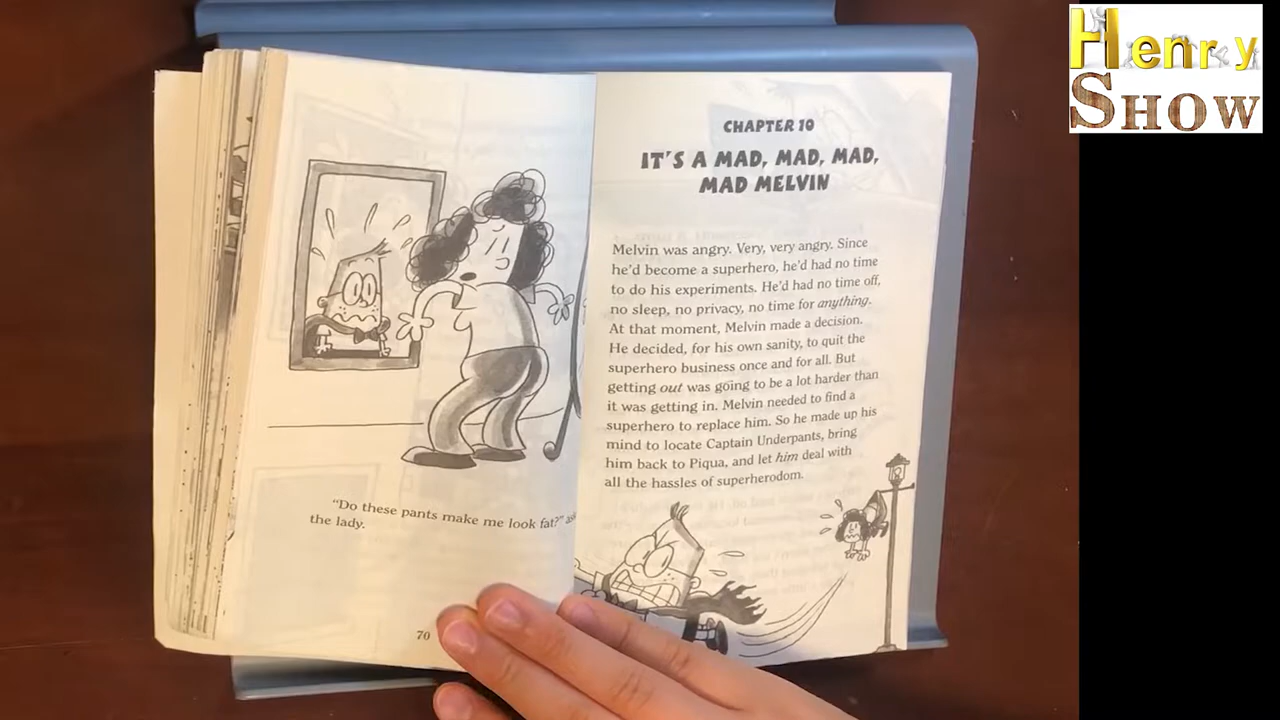 Henry
SHOW
"Do these pants make me look fat?"
the lady.
70
CHAPTER 10
IT'S A MAD, MAD, MAD,
MAD MELVIN
Melvin was angry. Very, very angry. Since
he'd become a superhero, he'd had no time
to do his experiments. He'd had no time off,
no sleep, no privacy, no time for anything.
At that moment, Melvin made a decision.
He decided, for his own sanity, to quit the
superhero business once and for all. But
getting out was going to be a lot harder than
it was getting in. Melvin needed to find a
superhero to replace him. So he made up his
mind to locate Captain Underpants, bring
him back to Piqua, and let him deal with
all the hassles of superherodom.